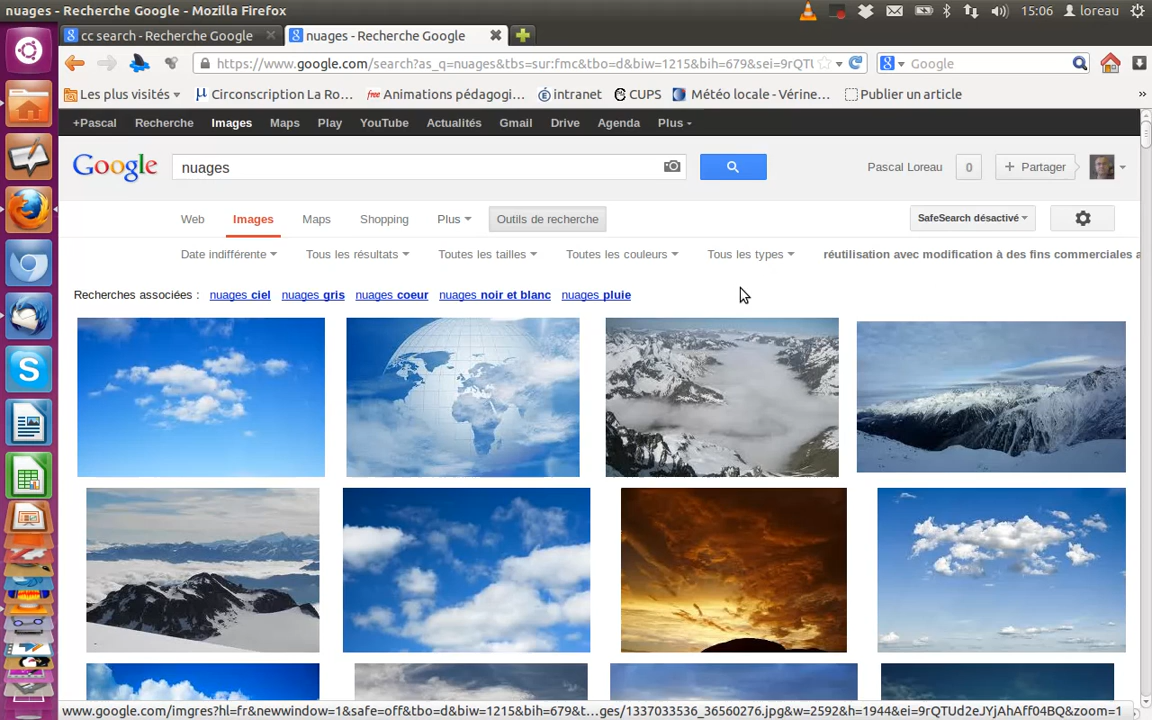 nuages - Recherche Google - Mozilla Firefox
15:06 loreau
cc search - Recherche Google
nuages - Recherche Google
https://www.google.com/search?as_q=nuages&tbs=sur:fmc&tbo=d&biw=1215&bih=679&sei=9rQTU
Google
Les plus visités
Circonscription La Ro...
free Animations pédagogi...
intranet
CUPS
Météo locale - Vérine...
Publier un article
»
+Pascal Recherche Images Maps Play YouTube Actualités Gmail Drive Agenda Plus
Google
nuages
Pascal Loreau 0 + Partager
Web Images Maps Shopping Plus Outils de recherche SafeSearch désactivé
Date indifférente Tous les résultats Toutes les tailles Toutes les couleurs Tous les types réutilisation avec modification à des fins commerciales a
Recherches associées : nuages ciel nuages gris nuages coeur nuages noir et blanc nuages pluie
www.google.com/imgres?hl=fr&newwindow=1&safe=off&tbo=d&biw=1215&bih=679&t...ges/1337033536_36560276.jpg&w=2592&h=1944&ei=9rQTUd2eJYjAhAff04BQ&zoom=1